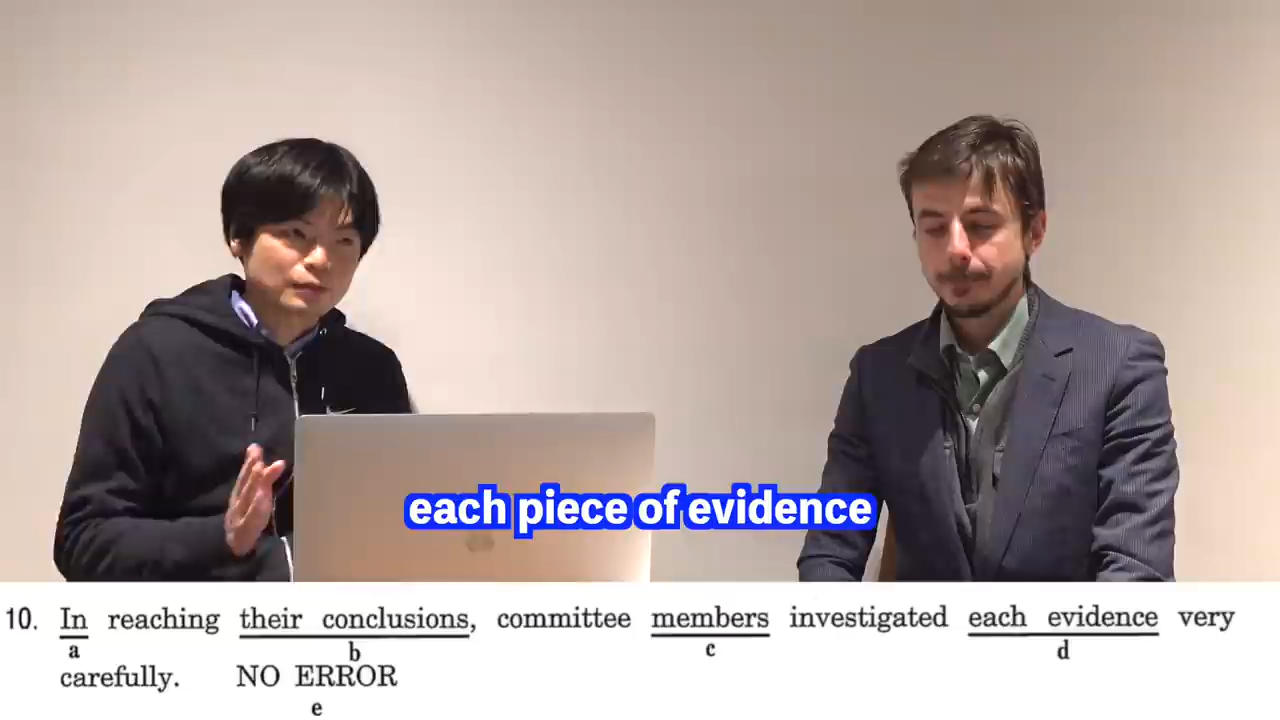 each piece of evidence
10. In reaching their conclusions, committee members investigated each evidence very
a b c d
carefully. NO ERROR
e